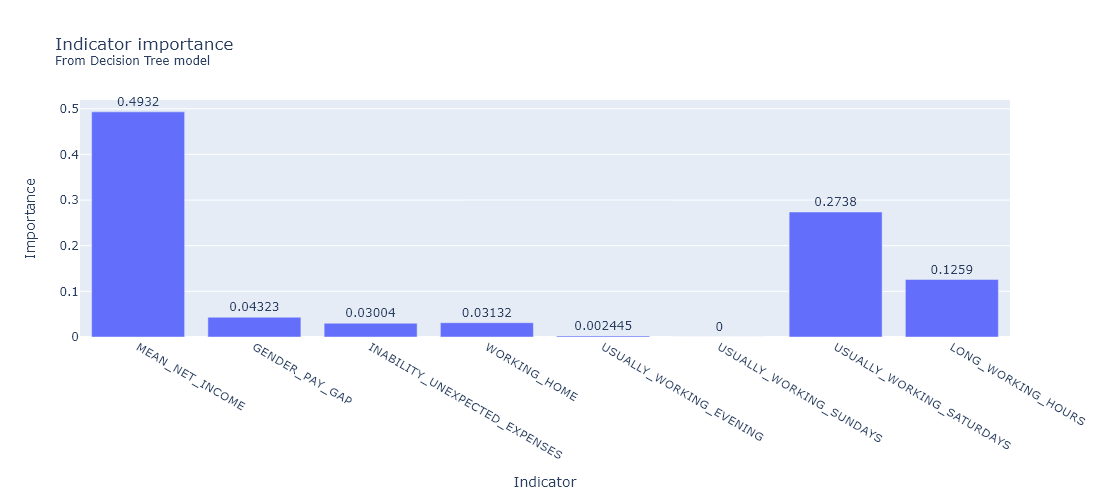 Indicator importance
From Decision Tree model
0.4932
0.04323
0.03004
0.03132
0.002445
0
0.2738
0.1259
0.5
0.4
0.3
0.2
0.1
0
Importance
MEAN_NET_INCOME
GENDER_PAY_GAP
INABILITY_UNEXPECTED_EXPENSES
WORKING_HOME
USUALLY_WORKING_EVENING
USUALLY_WORKING_SUNDAYS
USUALLY_WORKING_SATURDAYS
LONG_WORKING_HOURS
Indicator